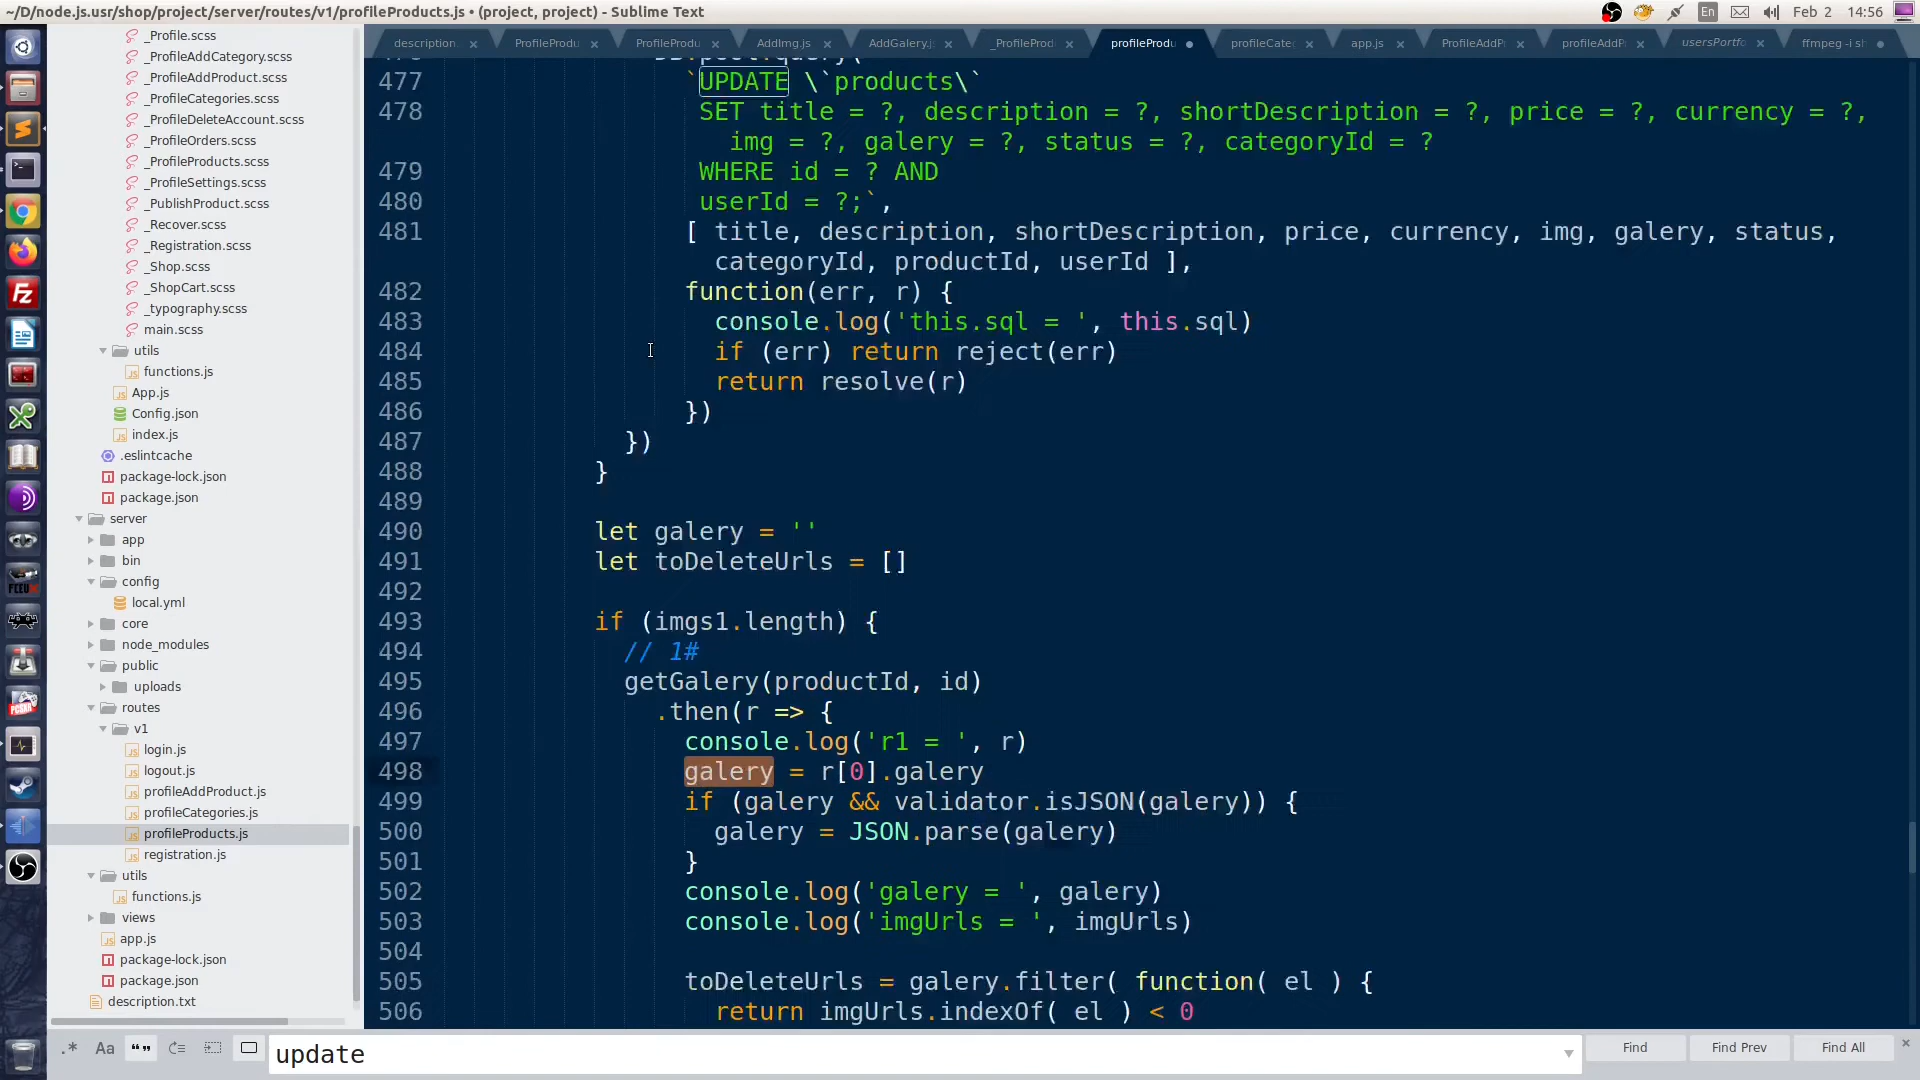 ~/D/node.js.usr/shop/project/server/routes/v1/profileProducts.js • (project, project) - Sublime Text
En
Feb 2
14:56
description
ProfileProdu
ProfileProdu
AddImg.js
AddGalery.j
_ProfileProd
profileProdu
profileCate
app.js
ProfileAddP
profileAddP
usersPortfo
ffmpeg -i sl
_Profile.scss
_ProfileAddCategory.scss
_ProfileAddProduct.scss
_ProfileCategories.scss
_ProfileDeleteAccount.scss
_ProfileOrders.scss
_ProfileProducts.scss
_ProfileSettings.scss
_PublishProduct.scss
_Recover.scss
_Registration.scss
_Shop.scss
_ShopCart.scss
_typography.scss
main.scss
utils
functions.js
App.js
Config.json
index.js
.eslintcache
package-lock.json
package.json
server
app
bin
config
local.yml
core
node_modules
public
uploads
routes
v1
login.js
logout.js
profileAddProduct.js
profileCategories.js
profileProducts.js
registration.js
utils
functions.js
views
app.js
package-lock.json
package.json
description.txt
477 `UPDATE \`products\`
478 SET title = ?, description = ?, shortDescription = ?, price = ?, currency = ?,
img = ?, galery = ?, status = ?, categoryId = ?
479 WHERE id = ? AND
480 userId = ?;`,
481 [ title, description, shortDescription, price, currency, img, galery, status,
categoryId, productId, userId ],
482 function(err, r) {
483 console.log('this.sql = ', this.sql)
484 if (err) return reject(err)
485 return resolve(r)
486 })
487 })
488 }
489
490 let galery = ''
491 let toDeleteUrls = []
492
493 if (imgs1.length) {
494 // 1#
495 getGalery(productId, id)
496 .then(r => {
497 console.log('r1 = ', r)
498 galery = r[0].galery
499 if (galery && validator.isJSON(galery)) {
500 galery = JSON.parse(galery)
501 }
502 console.log('galery = ', galery)
503 console.log('imgUrls = ', imgUrls)
504
505 toDeleteUrls = galery.filter( function( el ) {
506 return imgUrls.indexOf( el ) < 0
.* Aa “”
update
Find
Find Prev
Find All